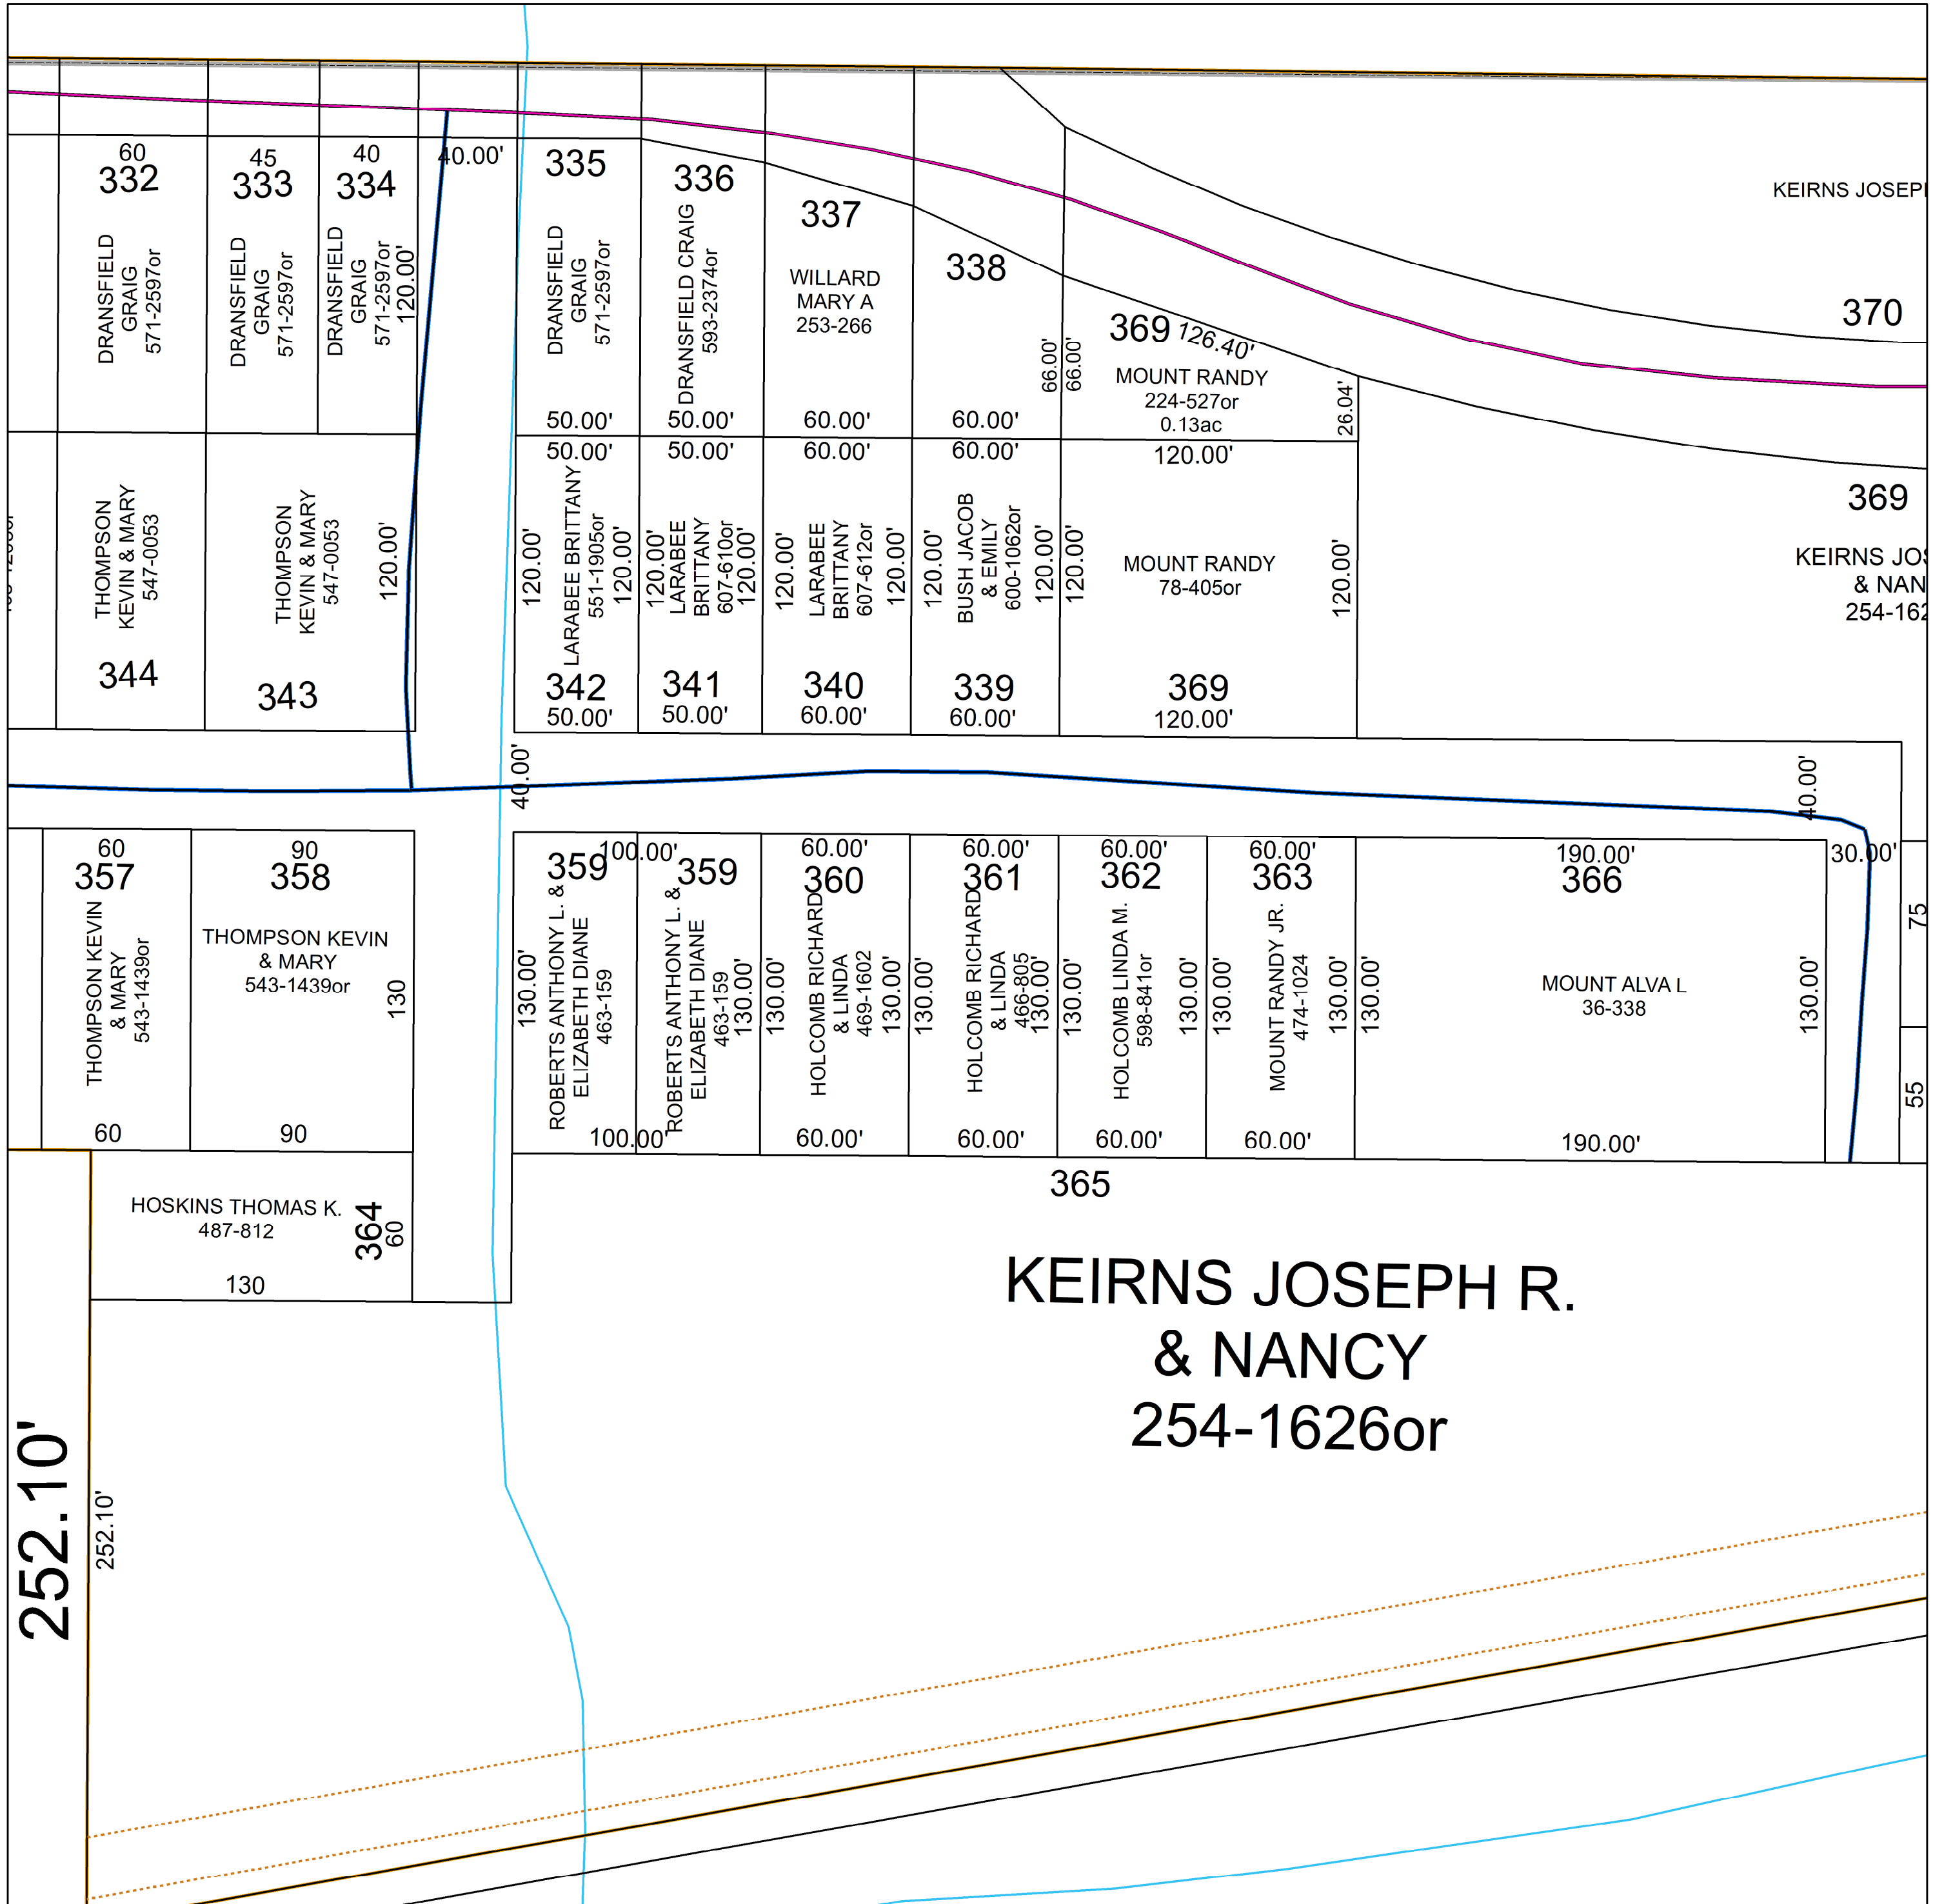 60
332
DRANSFIELD
GRAIG
571-2597or
45
333
DRANSFIELD
GRAIG
571-2597or
40
334
DRANSFIELD
GRAIG
571-2597or
120.00'
40.00'
335
DRANSFIELD
GRAIG
571-2597or
50.00'
336
DRANSFIELD CRAIG
593-2374or
50.00'
337
WILLARD
MARY A
253-266
60.00'
338
66.00'
60.00'
66.00'
369
126.40'
MOUNT RANDY
224-527or
0.13ac
26.04'
KEIRNS JOSEPH
370
THOMPSON
KEVIN & MARY
547-0053
344
THOMPSON
KEVIN & MARY
547-0053
120.00'
343
50.00'
120.00'
LARABEE BRITTANY
551-1905or
120.00'
342
50.00'
50.00'
120.00'
LARABEE
BRITTANY
607-610or
120.00'
341
50.00'
60.00'
120.00'
LARABEE
BRITTANY
607-612or
120.00'
340
60.00'
60.00'
120.00'
BUSH JACOB
& EMILY
600-1062or
120.00'
339
60.00'
120.00'
120.00'
MOUNT RANDY
78-405or
120.00'
369
120.00'
369
KEIRNS JOS
& NAN
254-162
40.00'
40.00'
60
357
THOMPSON KEVIN
& MARY
543-1439or
60
90
358
THOMPSON KEVIN
& MARY
543-1439or
130
90
359
100.00'
359
130.00'
ROBERTS ANTHONY L. &
ELIZABETH DIANE
463-159
ROBERTS ANTHONY L. &
ELIZABETH DIANE
463-159
130.00'
100.00'
60.00'
360
130.00'
HOLCOMB RICHARD
& LINDA
469-1602
130.00'
60.00'
60.00'
361
130.00'
HOLCOMB RICHARD
& LINDA
466-805
130.00'
60.00'
60.00'
362
130.00'
HOLCOMB LINDA M.
598-841or
130.00'
60.00'
60.00'
363
130.00'
MOUNT RANDY JR.
474-1024
130.00'
60.00'
190.00'
366
130.00'
MOUNT ALVA L
36-338
130.00'
190.00'
30.00'
75
55
HOSKINS THOMAS K.
487-812
364
60
130
365
KEIRNS JOSEPH R.
& NANCY
254-1626or
252.10'
252.10'